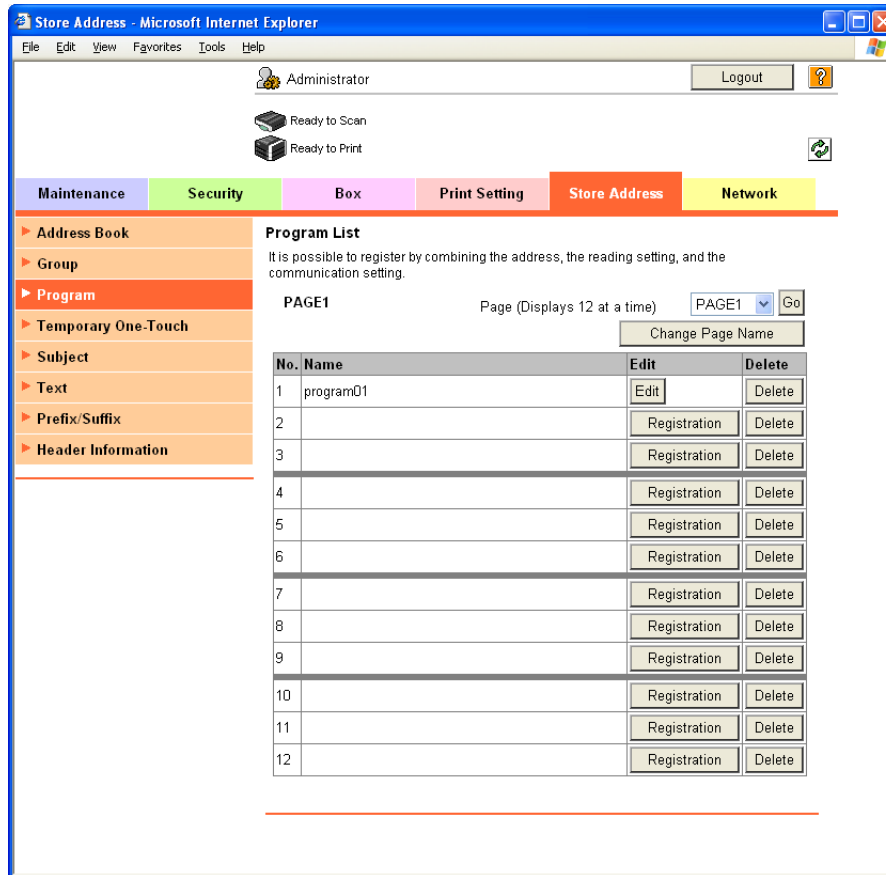 Store Address - Microsoft Internet Explorer
File Edit View Favorites Tools Help
Administrator Logout ?
Ready to Scan
Ready to Print
Maintenance Security Box Print Setting Store Address Network
Address Book
Group
Program
Temporary One-Touch
Subject
Text
Prefix/Suffix
Header Information
Program List
It is possible to register by combining the address, the reading setting, and the
communication setting.
PAGE1 Page (Displays 12 at a time) PAGE1 Go
Change Page Name
No. Name Edit Delete
1 program01 Edit Delete
2 Registration Delete
3 Registration Delete
4 Registration Delete
5 Registration Delete
6 Registration Delete
7 Registration Delete
8 Registration Delete
9 Registration Delete
10 Registration Delete
11 Registration Delete
12 Registration Delete